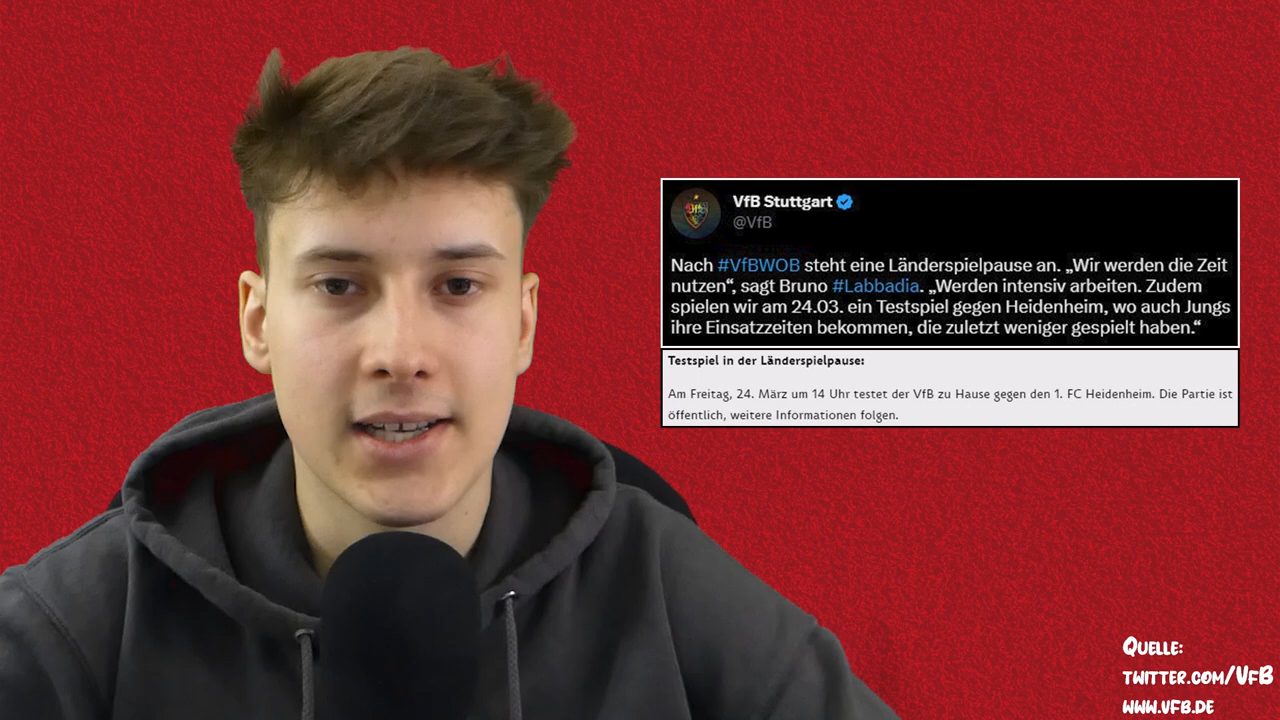 VfB Stuttgart
@VfB
Nach #VfBWOB steht eine Länderspielpause an. „Wir werden die Zeit
nutzen“, sagt Bruno #Labbadia. „Werden intensiv arbeiten. Zudem
spielen wir am 24.03. ein Testspiel gegen Heidenheim, wo auch Jungs
ihre Einsatzzeiten bekommen, die zuletzt weniger gespielt haben.“
Testspiel in der Länderspielpause:
Am Freitag, 24. März um 14 Uhr testet der VfB zu Hause gegen den 1. FC Heidenheim. Die Partie ist
öffentlich, weitere Informationen folgen.
Quelle:
twitter.com/VfB
www.vfb.de